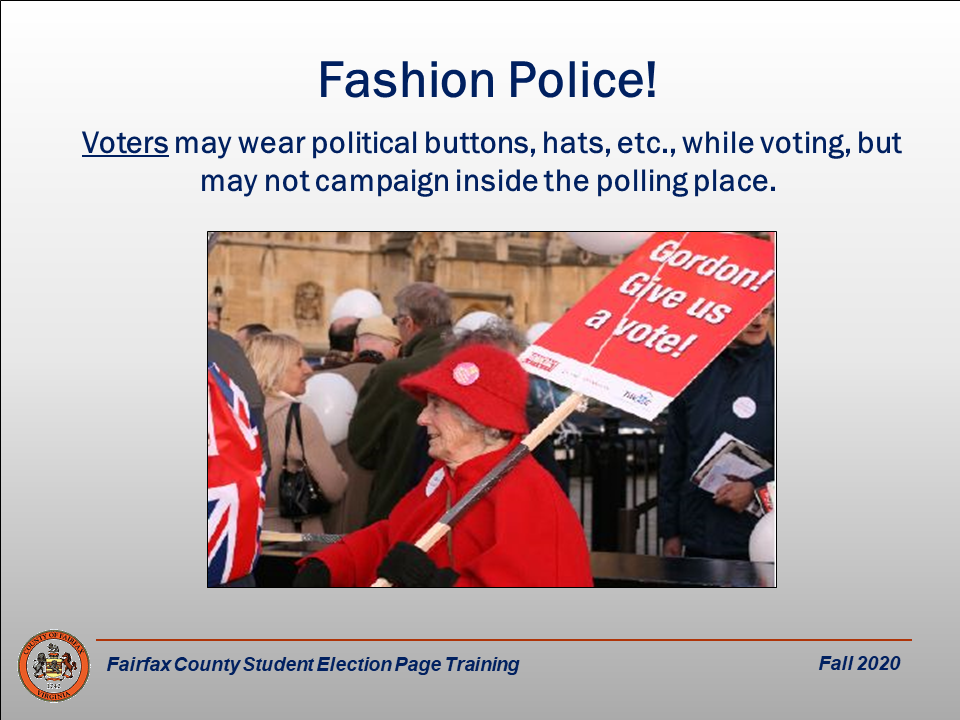 Fashion Police!
Voters may wear political buttons, hats, etc., while voting, but
may not campaign inside the polling place.
Gordon!
Give us
a vote!
COUNTY OF FAIRFAX
1742
VIRGINIA
Fairfax County Student Election Page Training
Fall 2020